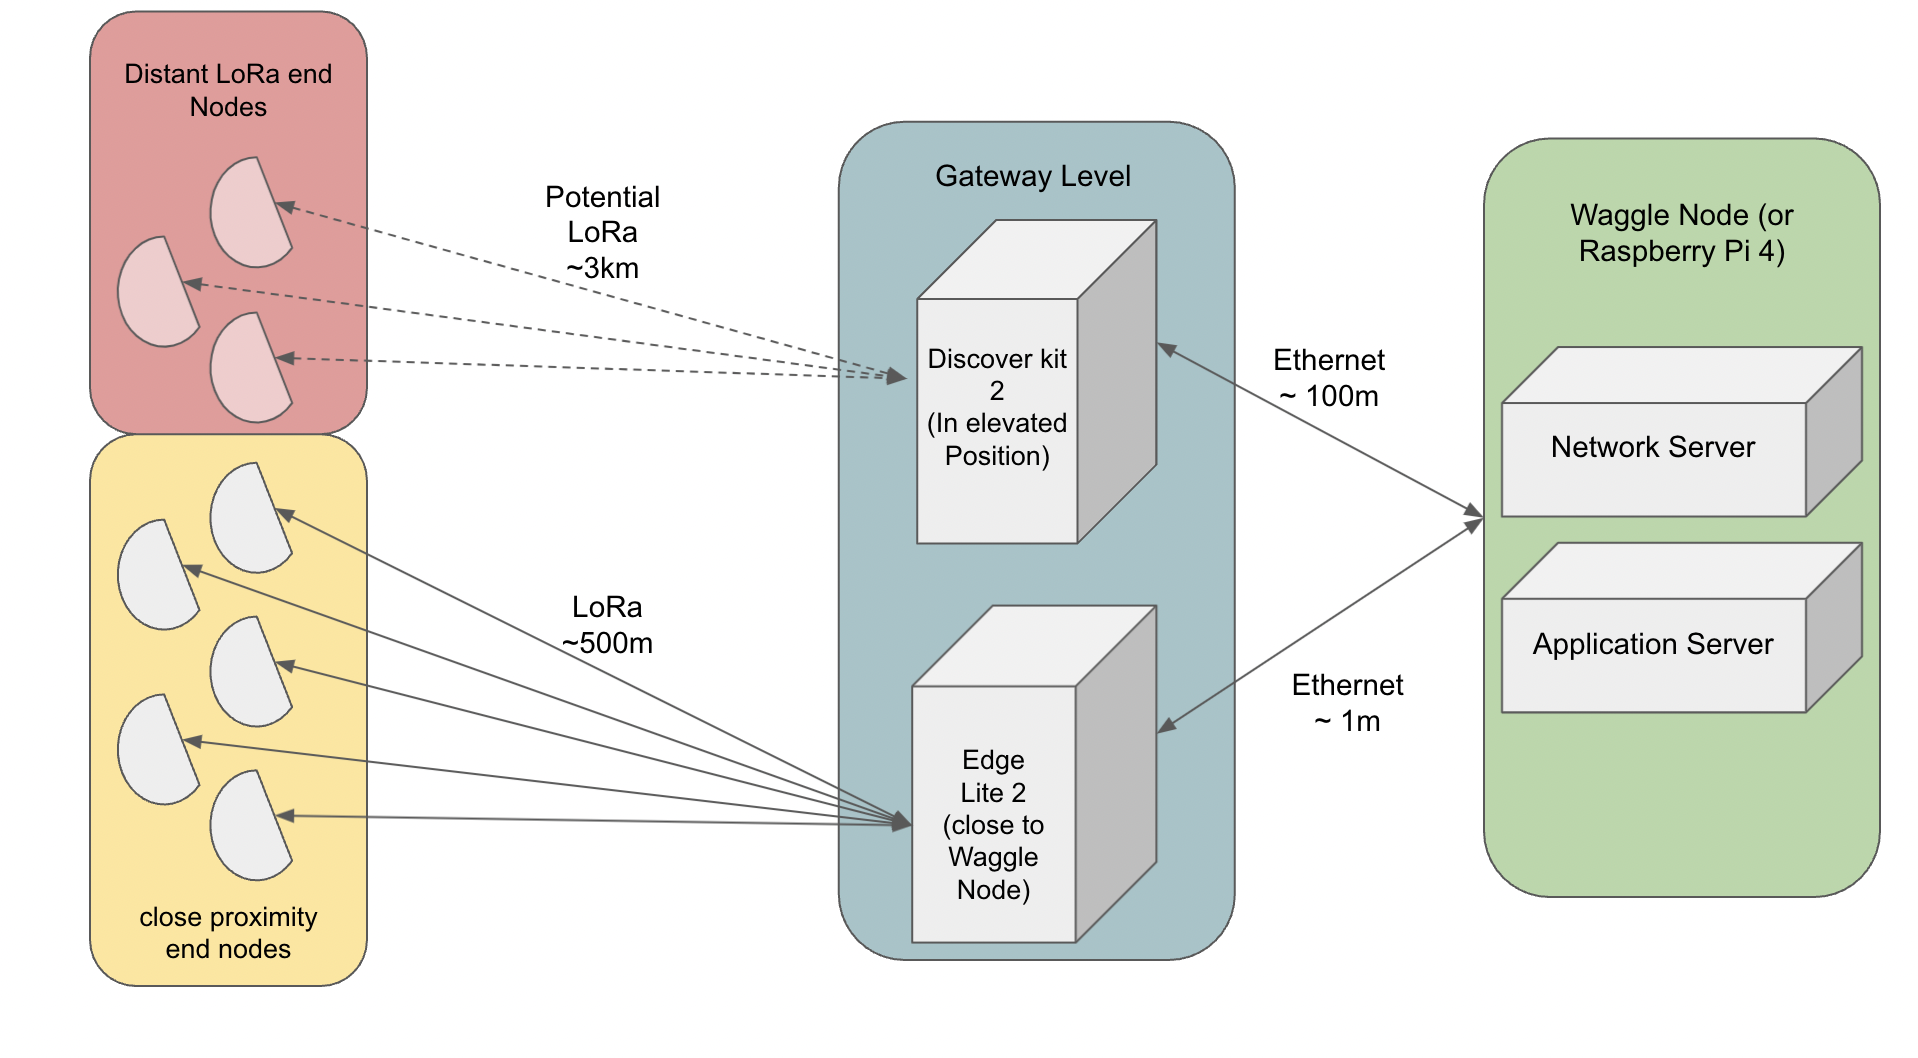 Distant LoRa end
Nodes
Potential
LoRa
~3km
Gateway Level
Discover kit
2
(In elevated
Position)
Ethernet
~ 100m
Waggle Node (or
Raspberry Pi 4)
Network Server
Application Server
LoRa
~500m
Ethernet
~ 1m
Edge
Lite 2
(close to
Waggle
Node)
close proximity
end nodes